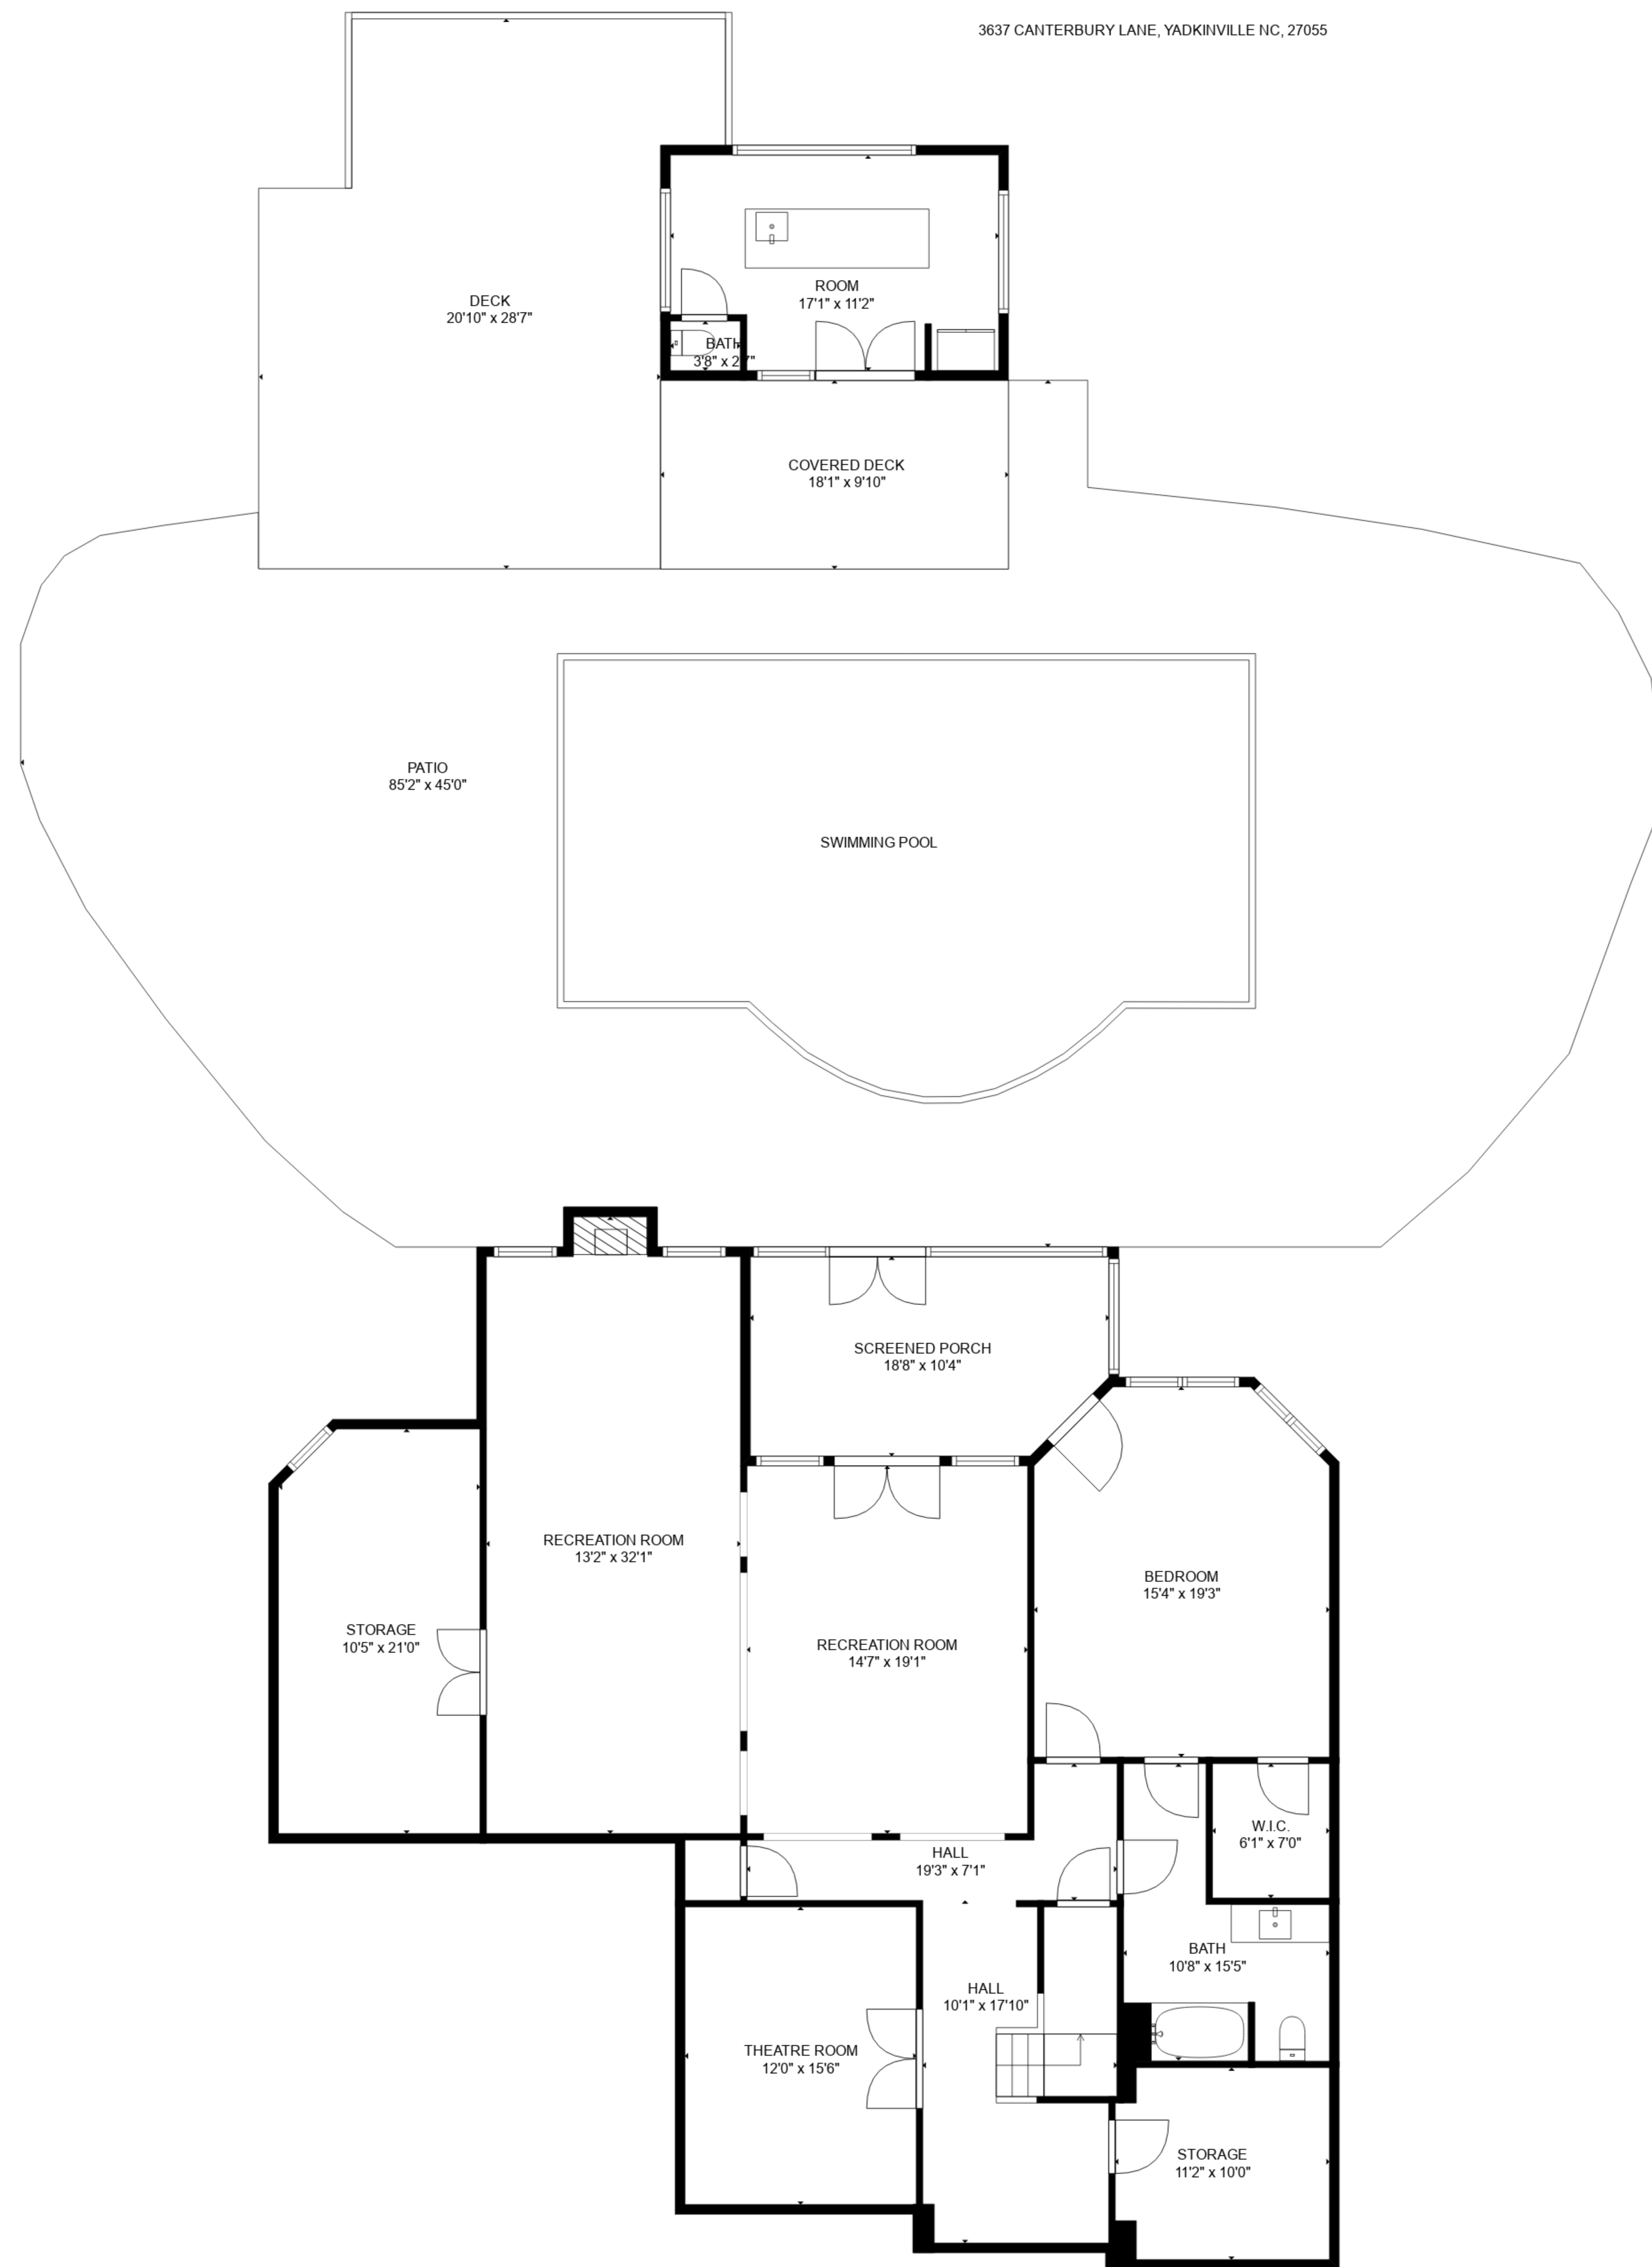 3637 CANTERBURY LANE, YADKINVILLE NC, 27055
DECK
20'10" x 28'7"
ROOM
17'1" x 11'2"
BATH
3'8" x 2'7"
COVERED DECK
18'1" x 9'10"
PATIO
85'2" x 45'0"
SWIMMING POOL
SCREENED PORCH
18'8" x 10'4"
RECREATION ROOM
13'2" x 32'1"
BEDROOM
15'4" x 19'3"
STORAGE
10'5" x 21'0"
RECREATION ROOM
14'7" x 19'1"
W.I.C.
6'1" x 7'0"
HALL
19'3" x 7'1"
BATH
10'8" x 15'5"
HALL
10'1" x 17'10"
THEATRE ROOM
12'0" x 15'6"
STORAGE
11'2" x 10'0"